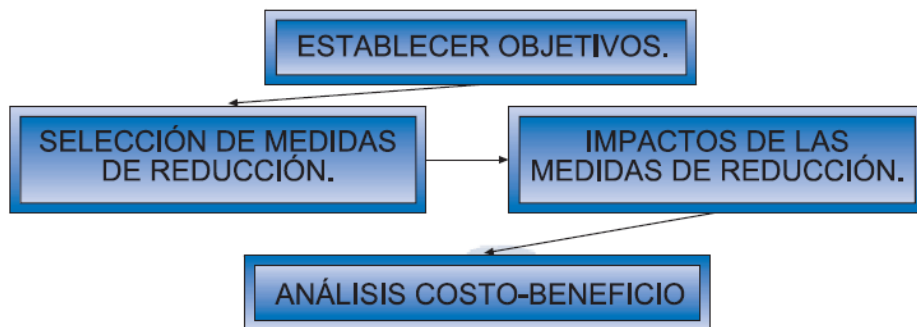 ESTABLECER OBJETIVOS.
SELECCIÓN DE MEDIDAS
DE REDUCCIÓN.
IMPACTOS DE LAS
MEDIDAS DE REDUCCIÓN.
ANÁLISIS COSTO-BENEFICIO